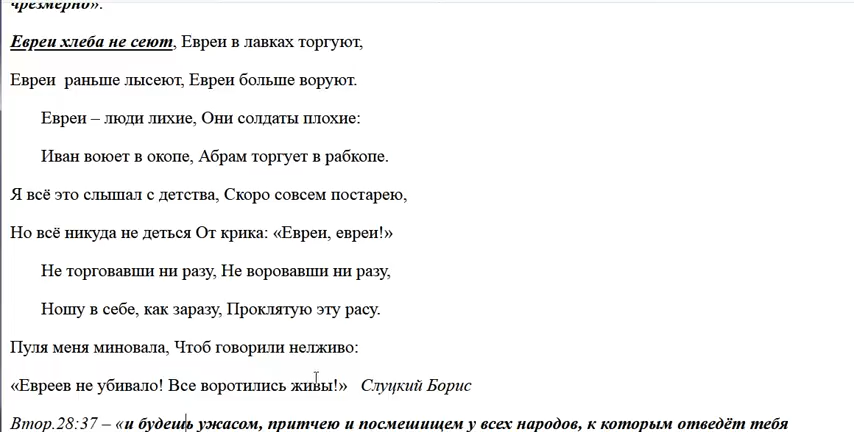 чрезмерно».
Евреи хлеба не сеют, Евреи в лавках торгуют,
Евреи  раньше лысеют, Евреи больше воруют.
Евреи – люди лихие, Они солдаты плохие:
Иван воюет в окопе, Абрам торгует в рабкопе.
Я всё это слышал с детства, Скоро совсем постарею,
Но всё никуда не деться От крика: «Евреи, евреи!»
Не торговавши ни разу, Не воровавши ни разу,
Ношу в себе, как заразу, Проклятую эту расу.
Пуля меня миновала, Чтоб говорили нелживо:
«Евреев не убивало! Все воротились живы!»   Слуцкий Борис
Втор.28:37 – «и будешь ужасом, притчею и посмешищем у всех народов, к которым отведёт тебя